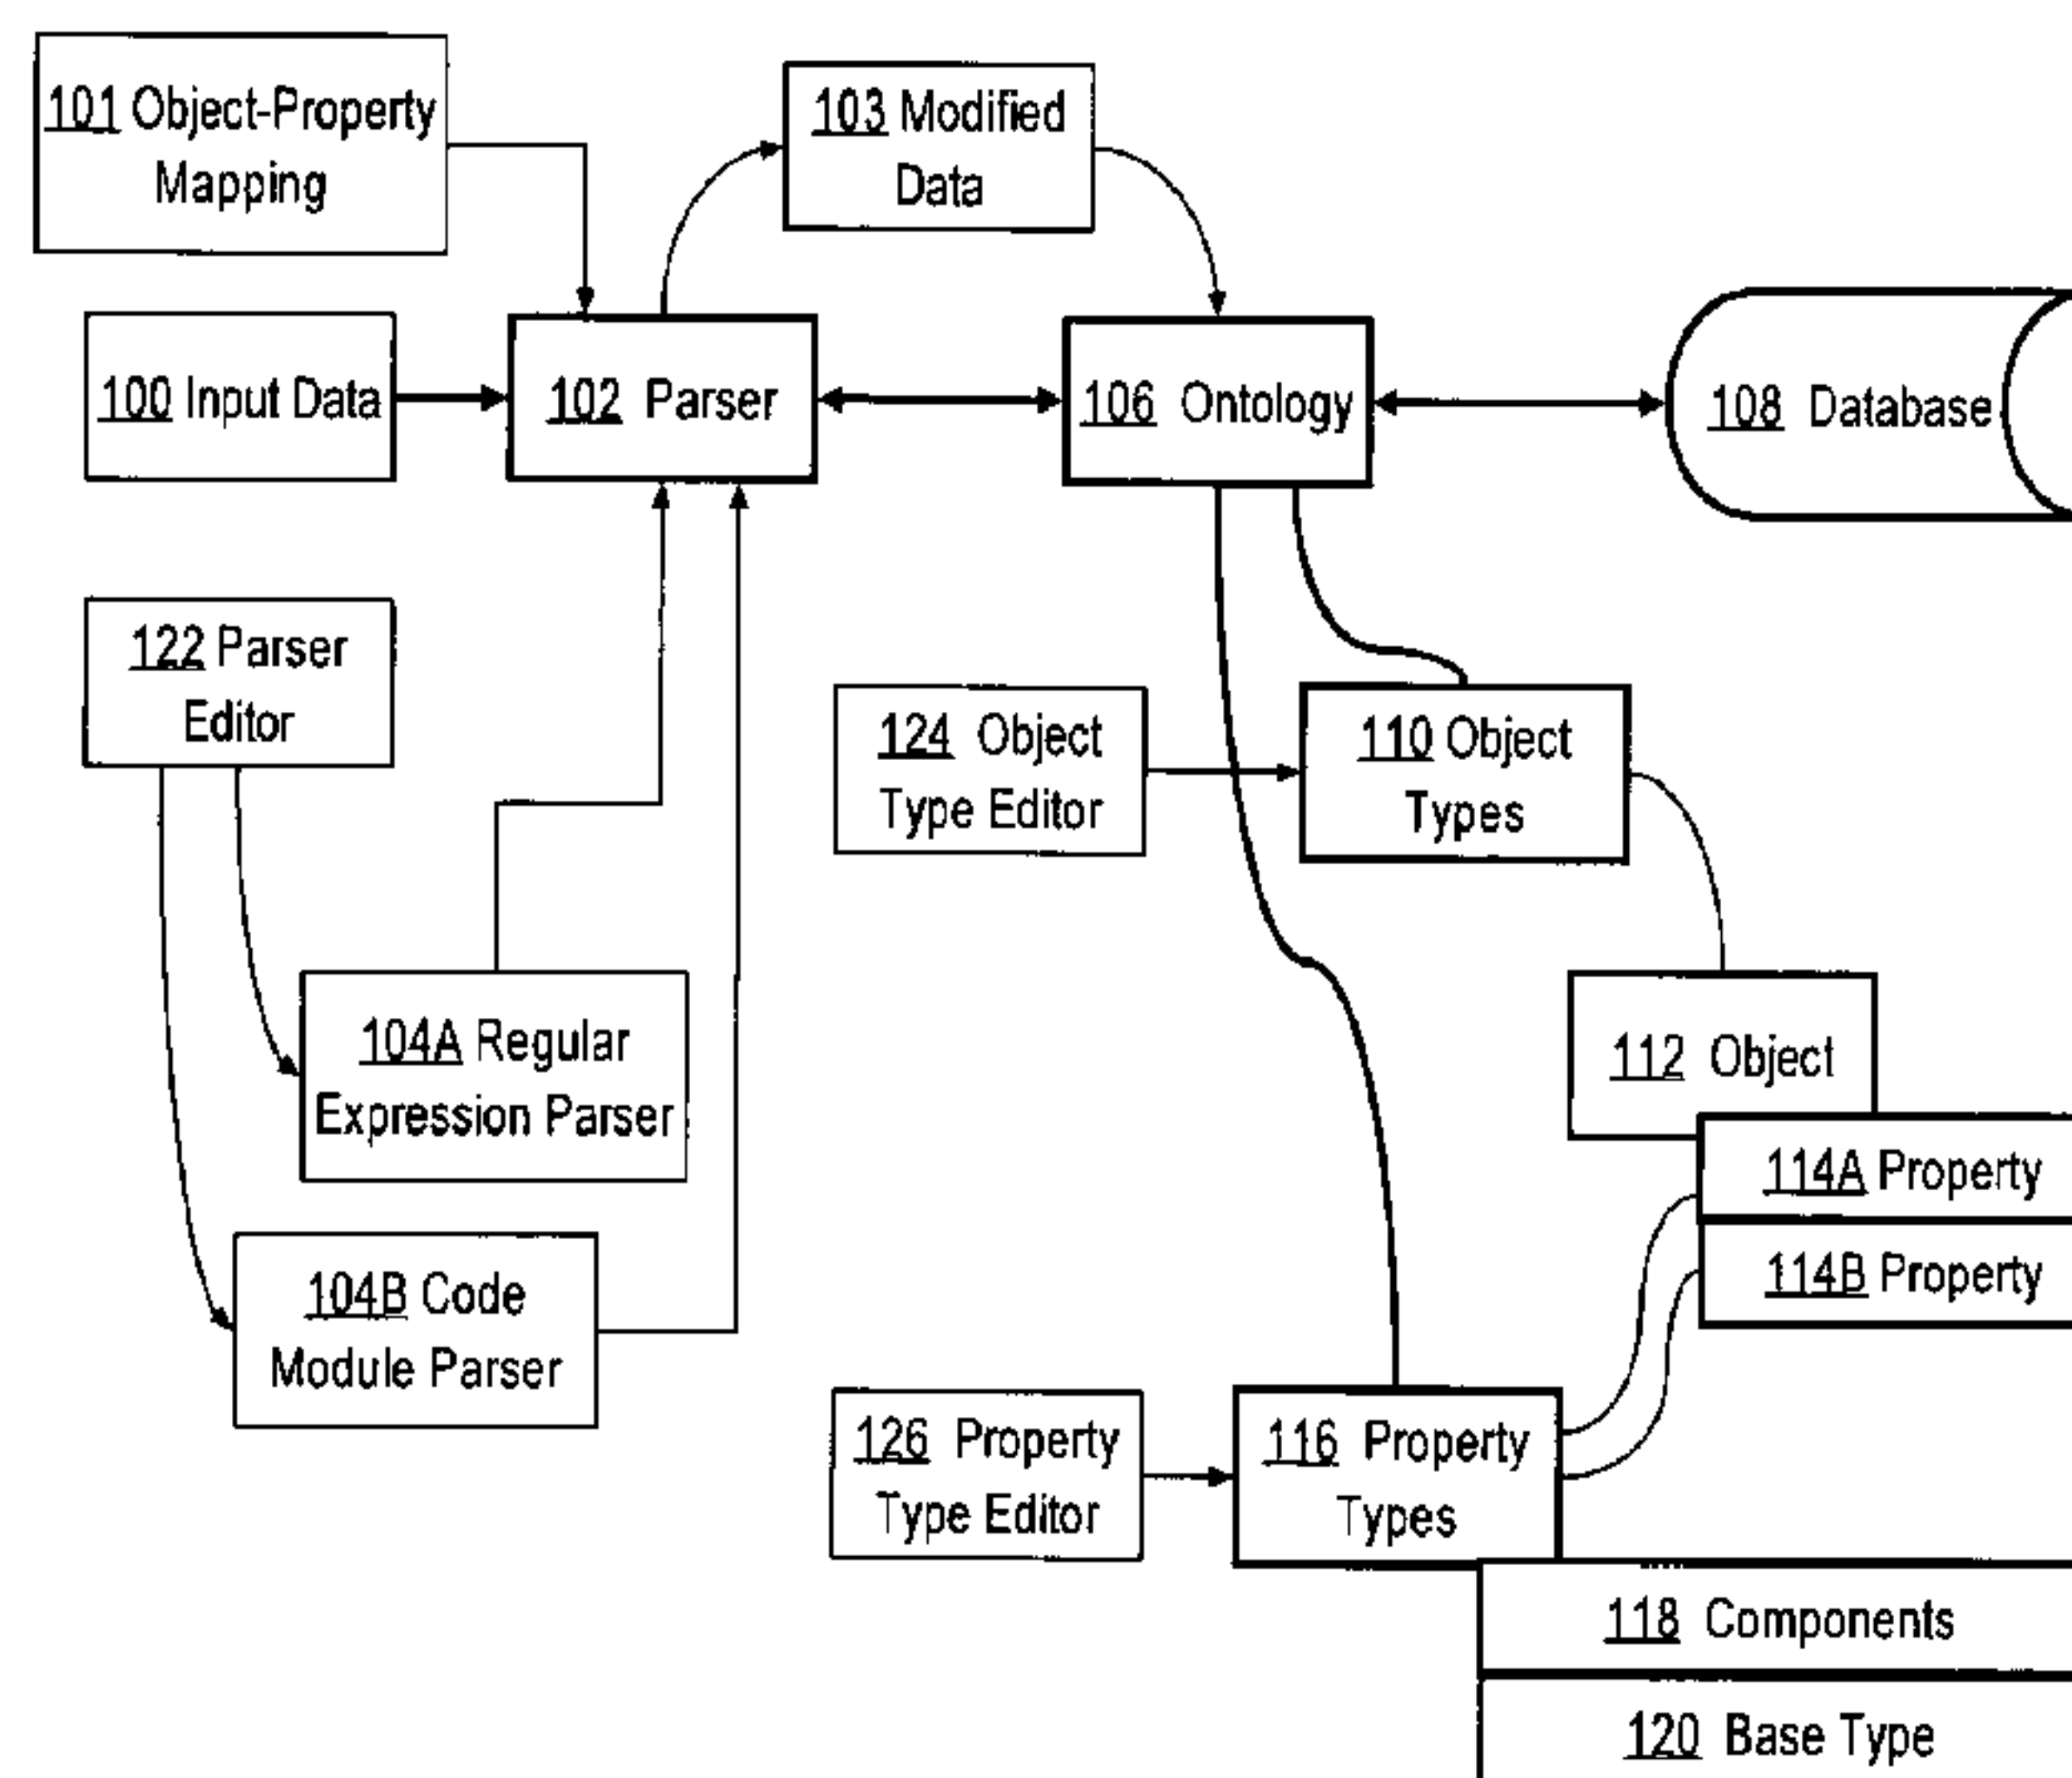 101 Object-Property
Mapping
103 Modified
Data
100 Input Data
102 Parser
106 Ontology
108 Database
122 Parser
Editor
124 Object
Type Editor
110 Object
Types
104A Regular
Expression Parser
112 Object
114A Property
114B Property
104B Code
Module Parser
126 Property
Type Editor
116 Property
Types
118 Components
120 Base Type